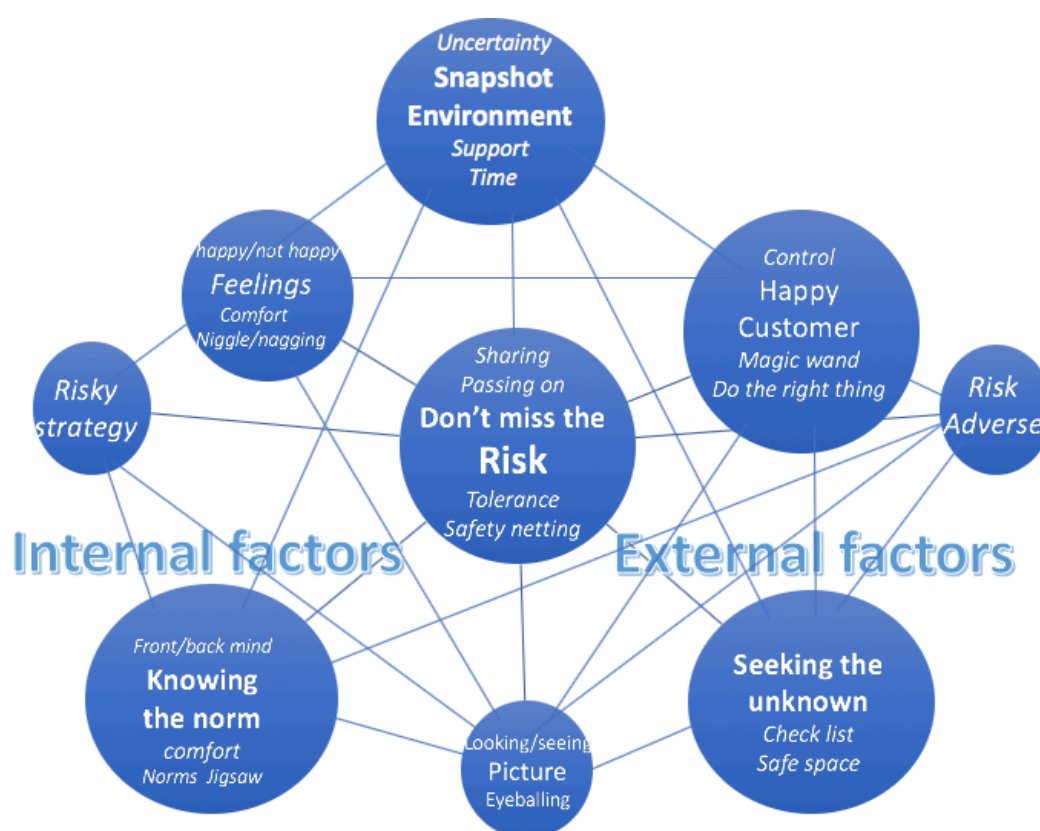 Uncertainty
Snapshot
Environment
Support
Time
happy/not happy
Feelings
Comfort
Niggle/nagging
Control
Happy
Customer
Magic wand
Do the right thing
Risky
strategy
Sharing
Passing on
Don't miss the
Risk
Tolerance
Safety netting
Risk
Adverse
Internal factors
External factors
Front/back mind
Knowing
the norm
comfort
Norms Jigsaw
Looking/seeing
Picture
Eyeballing
Seeking the
unknown
Check list
Safe space